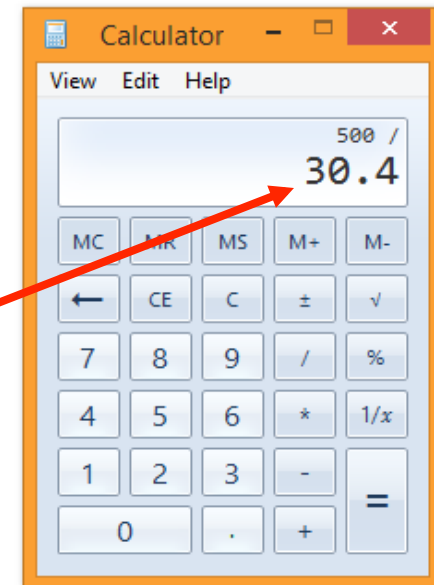 Calculator
View Edit Help
500 /
30.4
MC MR MS M+ M-
← CE C ± √
7 8 9 / %
4 5 6 * 1/x
1 2 3 -
=
0 . +